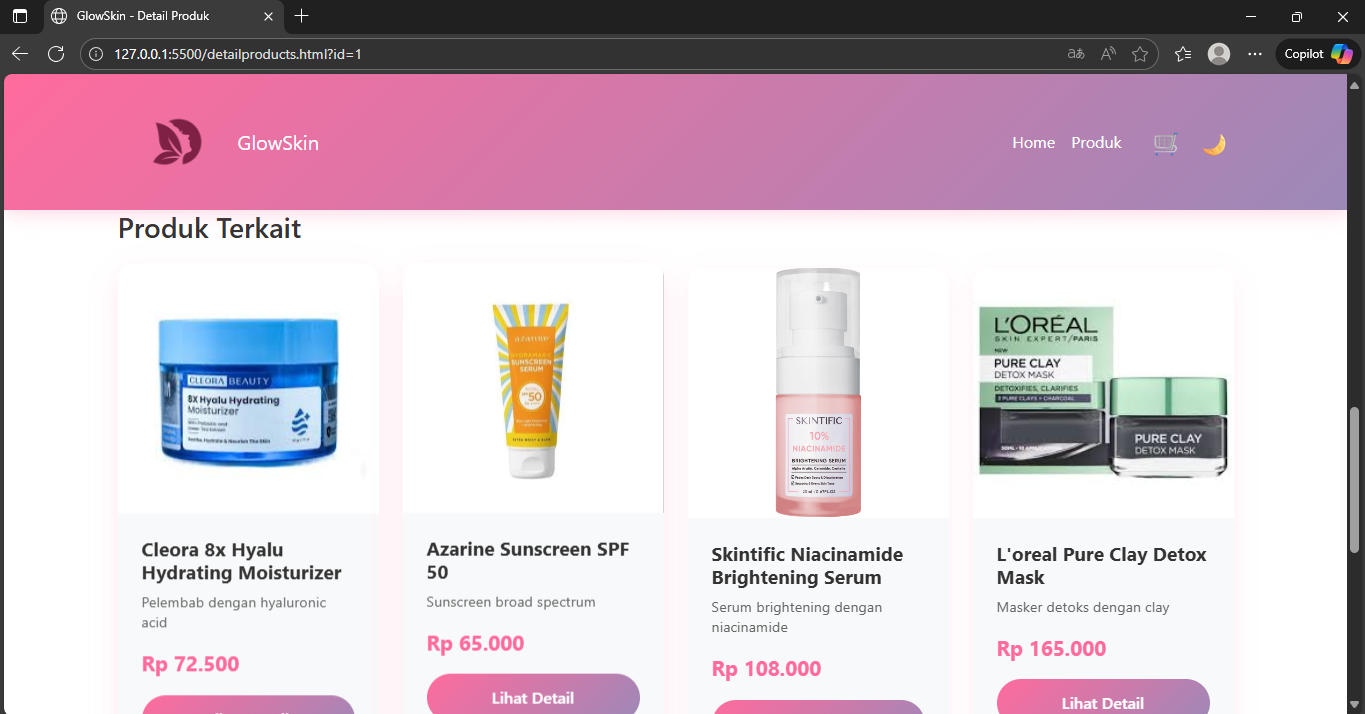 GlowSkin - Detail Produk
127.0.0.1:5500/detailproducts.html?id=1
Copilot
GlowSkin
Home
Produk
Produk Terkait
CLEORA BEAUTY
8X Hyalu Hydrating
Moisturizer
azarine
HYDRAMAX
SUNSCREEN
SERUM
SPF
50
SKINTIFIC
10%
NIACINAMIDE
BRIGHTENING SERUM
L'ORÉAL
SKIN EXPERT/PARIS
NEW
PURE CLAY
DETOX MASK
DETOXIFIES, CLARIFIES
3 PURE CLAYS + CHARCOAL
PURE CLAY
DETOX MASK
Cleora 8x Hyalu
Hydrating Moisturizer
Pelembab dengan hyaluronic
acid
Rp 72.500
Azarine Sunscreen SPF
50
Sunscreen broad spectrum
Rp 65.000
Lihat Detail
Skintific Niacinamide
Brightening Serum
Serum brightening dengan
niacinamide
Rp 108.000
L'oreal Pure Clay Detox
Mask
Masker detoks dengan clay
Rp 165.000
Lihat Detail